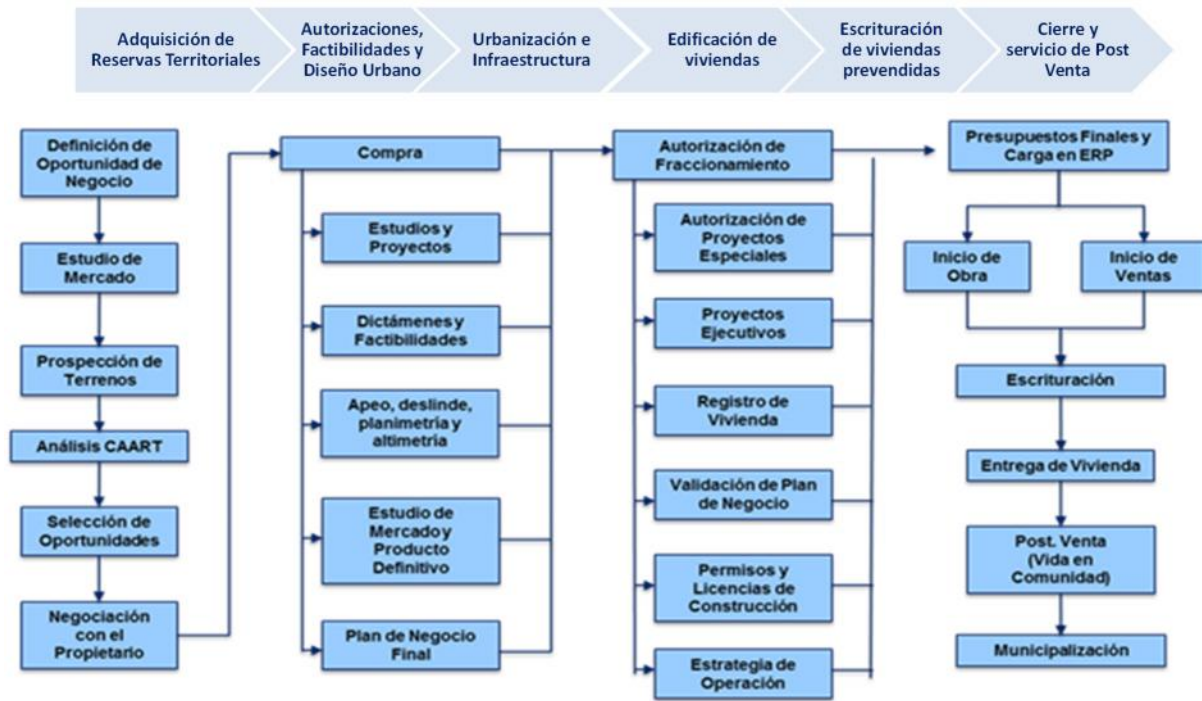 Adquisición de
Reservas Territoriales
Autorizaciones,
Factibilidades y
Diseño Urbano
Urbanización e
Infraestructura
Edificación de
viviendas
Escrituración
de viviendas
prevendidas
Cierre y
servicio de Post
Venta
Definición de
Oportunidad de
Negocio
Estudio de
Mercado
Prospección de
Terrenos
Análisis CAART
Selección de
Oportunidades
Negociación
con el
Propietario
Compra
Estudios y
Proyectos
Dictámenes y
Factibilidades
Apeo, deslinde,
planimetría y
altimetría
Estudio de
Mercado y
Producto
Definitivo
Plan de Negocio
Final
Autorización de
Fraccionamiento
Autorización de
Proyectos
Especiales
Proyectos
Ejecutivos
Registro de
Vivienda
Validación de Plan
de Negocio
Permisos y
Licencias de
Construcción
Estrategia de
Operación
Presupuestos Finales y
Carga en ERP
Inicio de
Obra
Inicio de
Ventas
Escrituración
Entrega de Vivienda
Post. Venta
(Vida en
Comunidad)
Municipalización